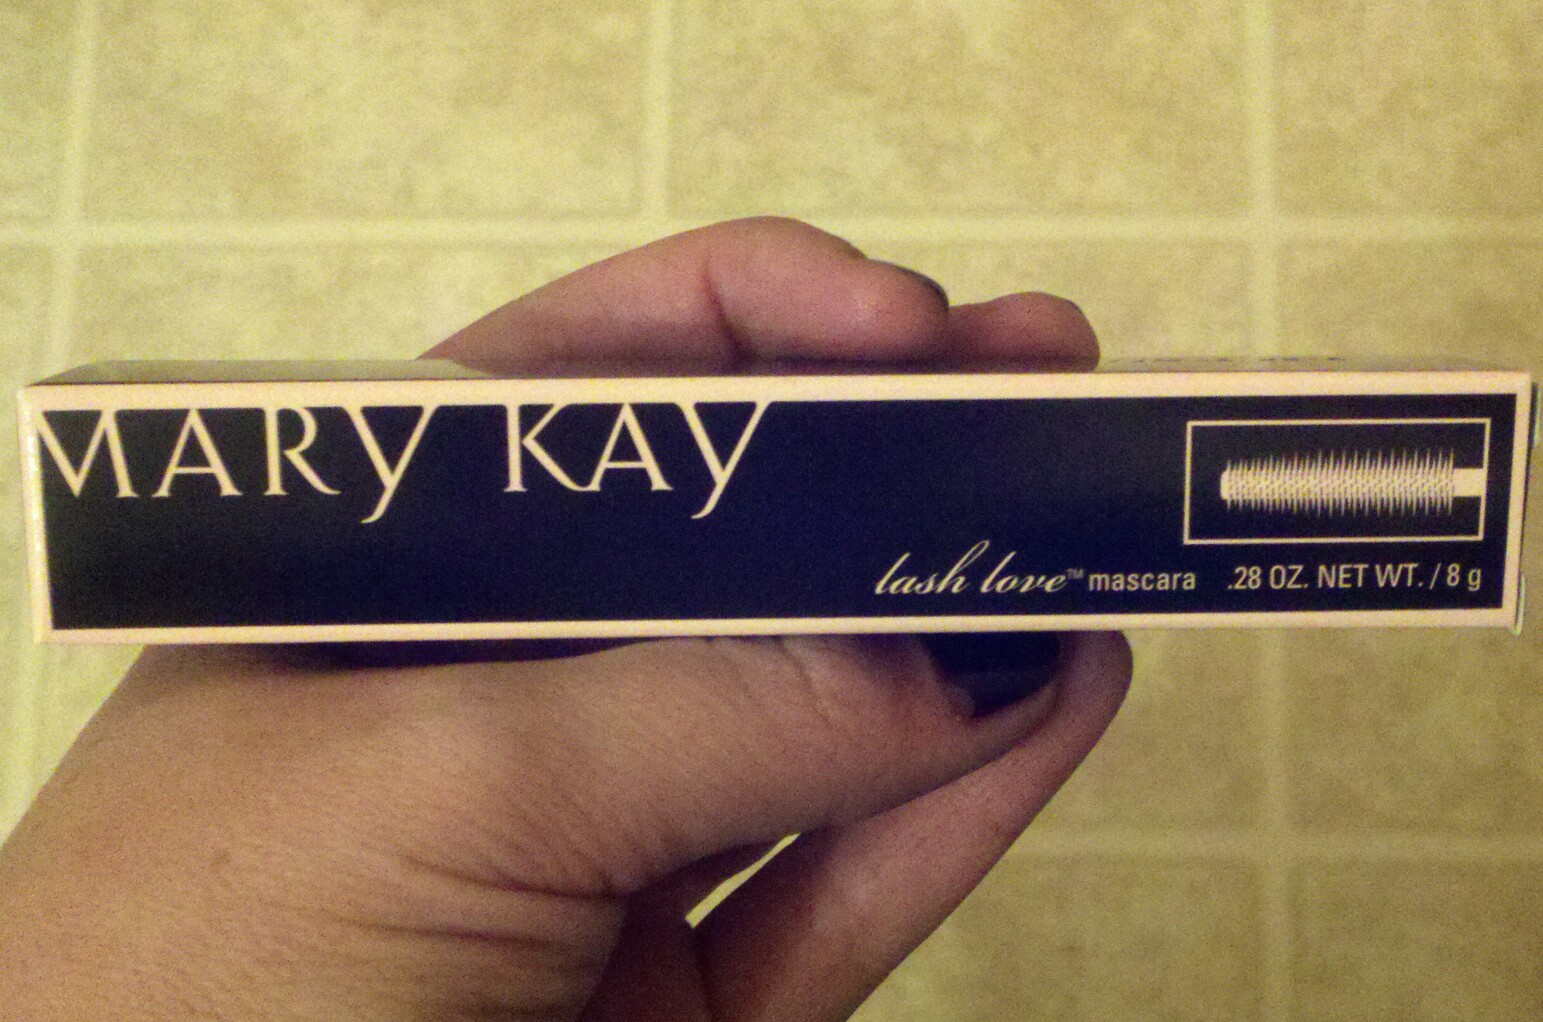 MARY KAY
lash love™ mascara .28 OZ. NET WT. / 8 g